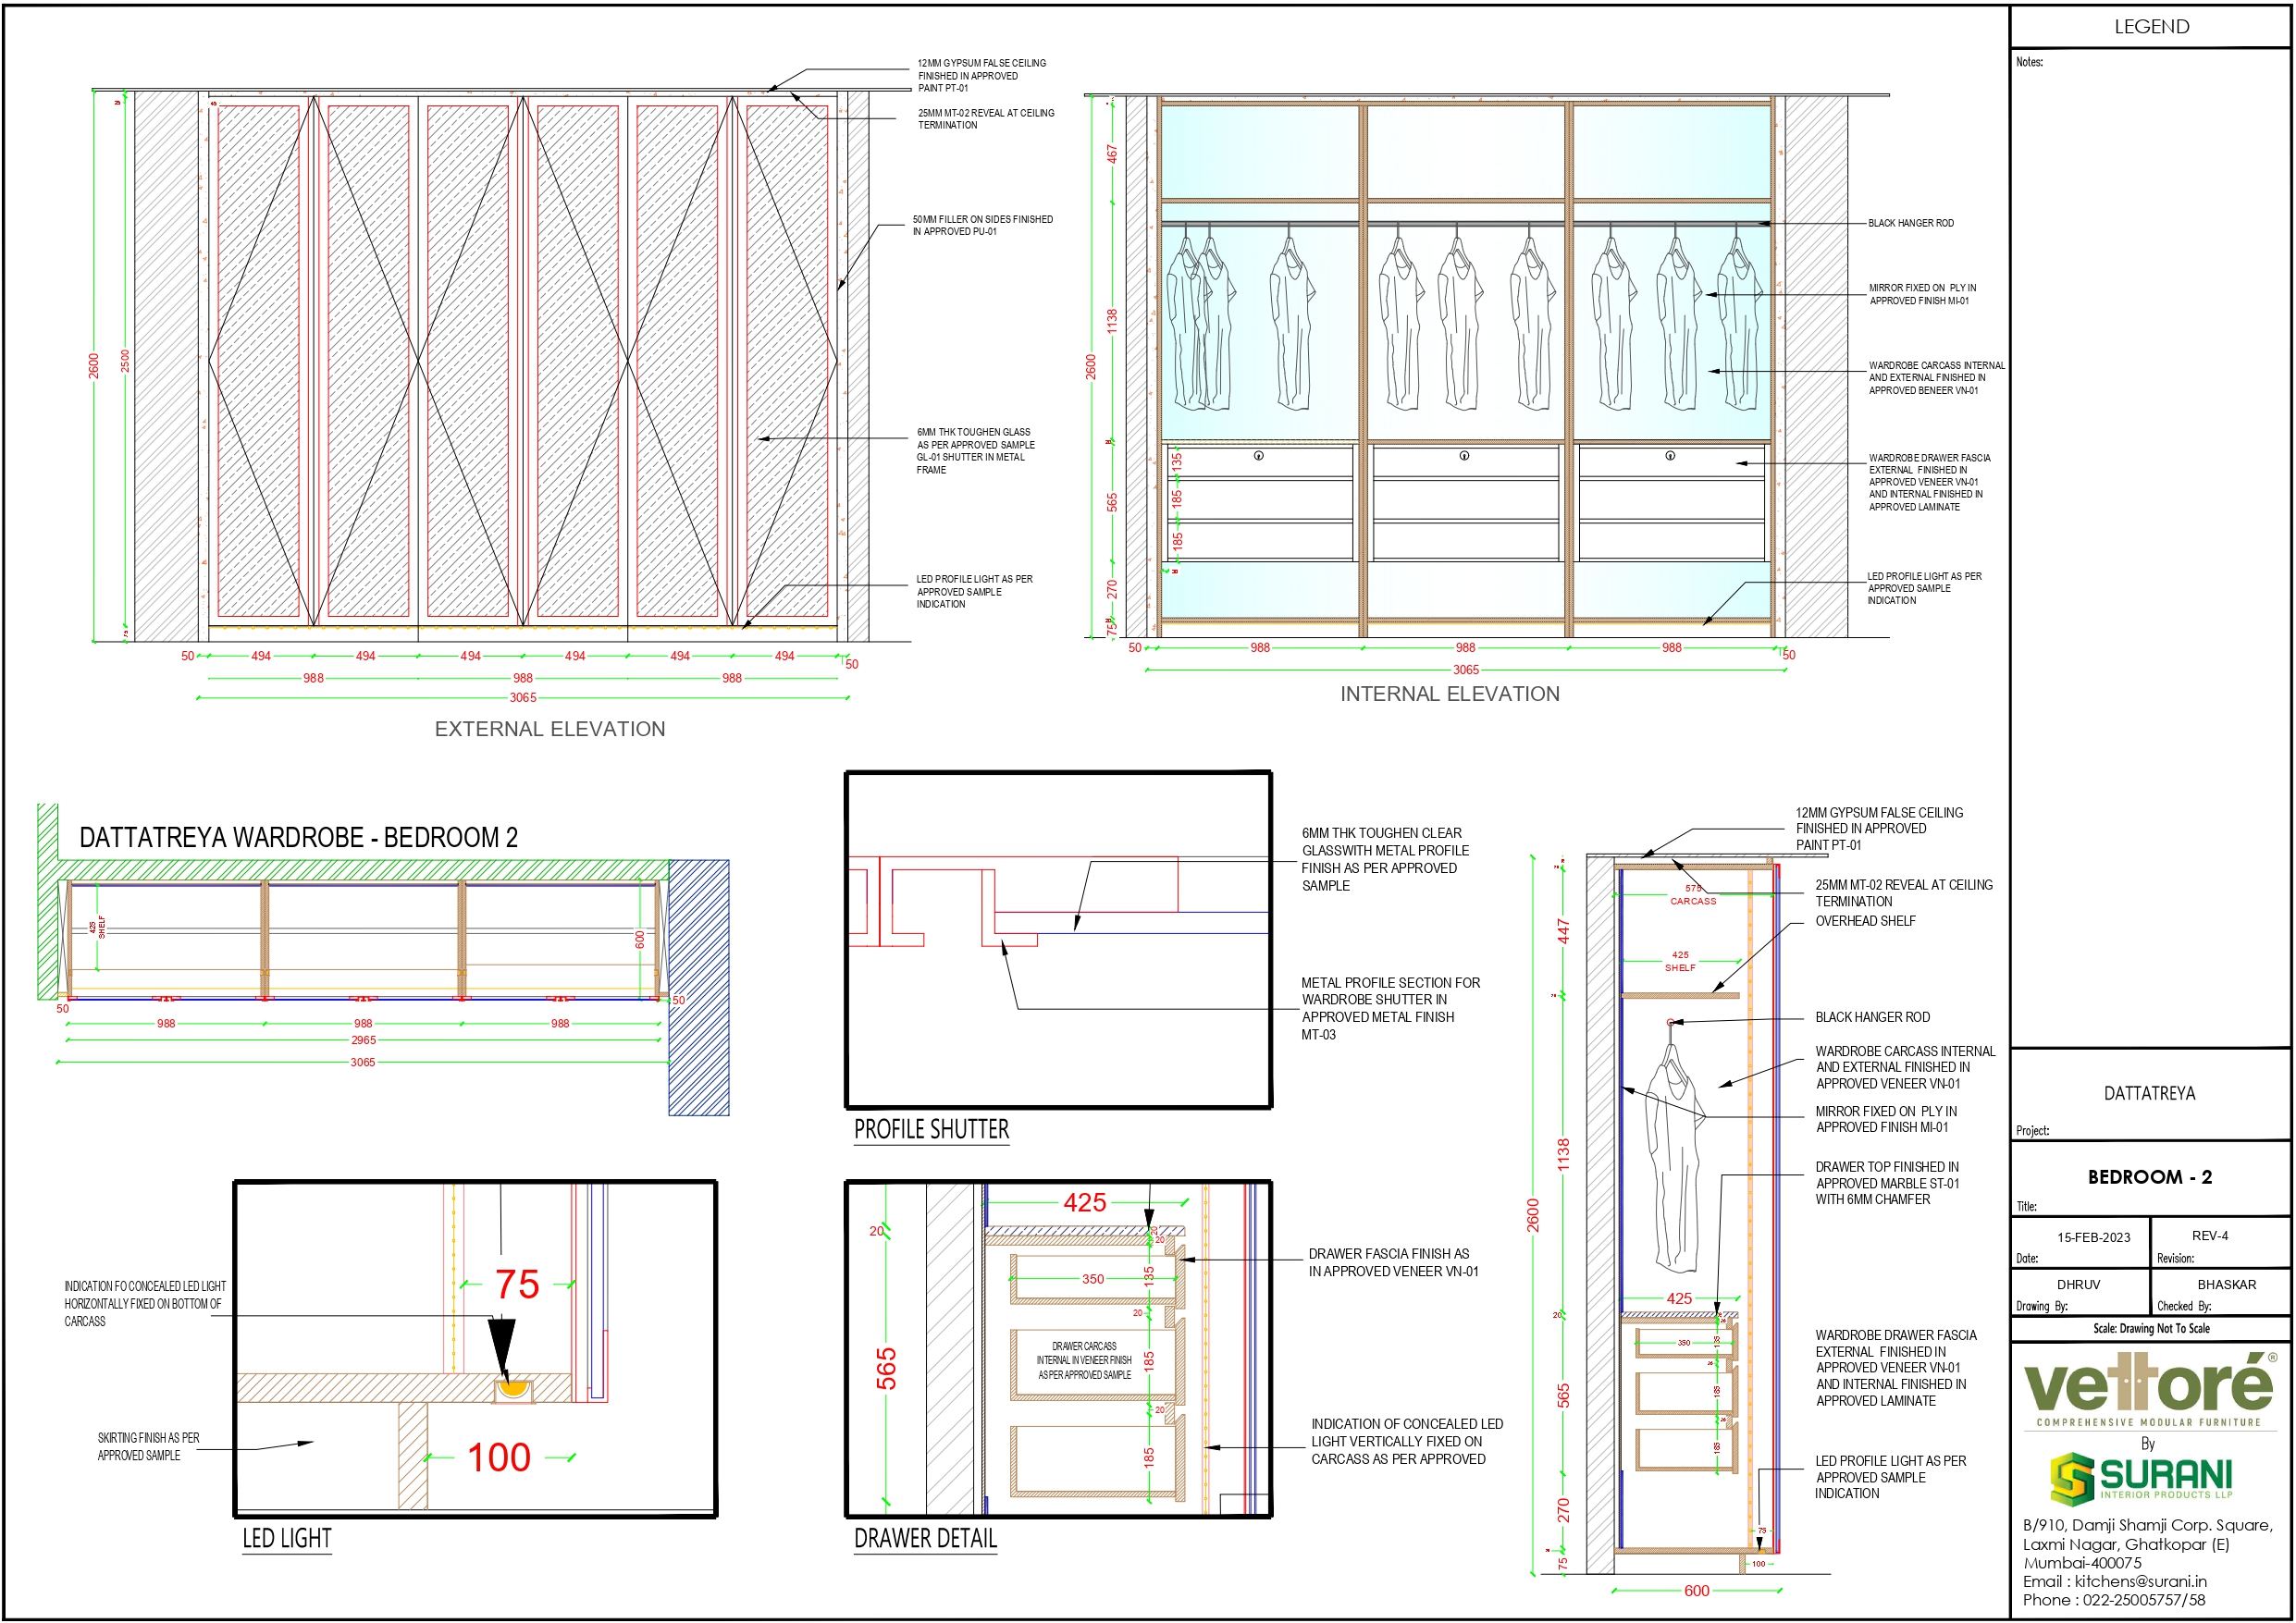 12MM GYPSUM FALSE CEILING
FINISHED IN APPROVED
PAINT PT-01
25MM MT-02 REVEAL AT CEILING
TERMINATION
50MM FILLER ON SIDES FINISHED
IN APPROVED PU-01
6MM THK TOUGHEN GLASS
AS PER APPROVED SAMPLE
GL-01 SHUTTER IN METAL
FRAME
LED PROFILE LIGHT AS PER
APPROVED SAMPLE
INDICATION
2600
2500
75
50 494 494 494 494 494 494 50
988 988 988
3065
EXTERNAL ELEVATION
BLACK HANGER ROD
MIRROR FIXED ON PLY IN
APPROVED FINISH MI-01
WARDROBE CARCASS INTERNAL
AND EXTERNAL FINISHED IN
APPROVED BENEER VN-01
WARDROBE DRAWER FASCIA
EXTERNAL FINISHED IN
APPROVED VENEER VN-01
AND INTERNAL FINISHED IN
APPROVED LAMINATE
LED PROFILE LIGHT AS PER
APPROVED SAMPLE
INDICATION
2600
467
1138
565
270
75
135
185
185
50 988 988 988 50
3065
INTERNAL ELEVATION
DATTATREYA WARDROBE - BEDROOM 2
425
SHELF
600
50 50
988 988 988
2965
3065
6MM THK TOUGHEN CLEAR
GLASSWITH METAL PROFILE
FINISH AS PER APPROVED
SAMPLE
METAL PROFILE SECTION FOR
WARDROBE SHUTTER IN
APPROVED METAL FINISH
MT-03
PROFILE SHUTTER
INDICATION FO CONCEALED LED LIGHT
HORIZONTALLY FIXED ON BOTTOM OF
CARCASS
SKIRTING FINISH AS PER
APPROVED SAMPLE
75
100
LED LIGHT
425
20
20
20
350
135
20
565
DRAWER CARCASS
INTERNAL IN VENEER FINISH
AS PER APPROVED SAMPLE
185
20
185
DRAWER FASCIA FINISH AS
IN APPROVED VENEER VN-01
INDICATION OF CONCEALED LED
LIGHT VERTICALLY FIXED ON
CARCASS AS PER APPROVED
DRAWER DETAIL
12MM GYPSUM FALSE CEILING
FINISHED IN APPROVED
PAINT PT-01
25MM MT-02 REVEAL AT CEILING
TERMINATION
OVERHEAD SHELF
BLACK HANGER ROD
WARDROBE CARCASS INTERNAL
AND EXTERNAL FINISHED IN
APPROVED VENEER VN-01
MIRROR FIXED ON PLY IN
APPROVED FINISH MI-01
DRAWER TOP FINISHED IN
APPROVED MARBLE ST-01
WITH 6MM CHAMFER
WARDROBE DRAWER FASCIA
EXTERNAL FINISHED IN
APPROVED VENEER VN-01
AND INTERNAL FINISHED IN
APPROVED LAMINATE
LED PROFILE LIGHT AS PER
APPROVED SAMPLE
INDICATION
575
CARCASS
425
SHELF
447
1138
2600
20
425
350
135
185
185
565
270
75
75
100
600
LEGEND
Notes:
DATTATREYA
Project:
BEDROOM - 2
Title:
15-FEB-2023
Date:
REV-4
Revision:
DHRUV
Drawing By:
BHASKAR
Checked By:
Scale: Drawing Not To Scale
vettoré®
COMPREHENSIVE MODULAR FURNITURE
By
SURANI
INTERIOR PRODUCTS LLP
B/910, Damji Shamji Corp. Square,
Laxmi Nagar, Ghatkopar (E)
Mumbai-400075
Email : kitchens@surani.in
Phone : 022-25005757/58